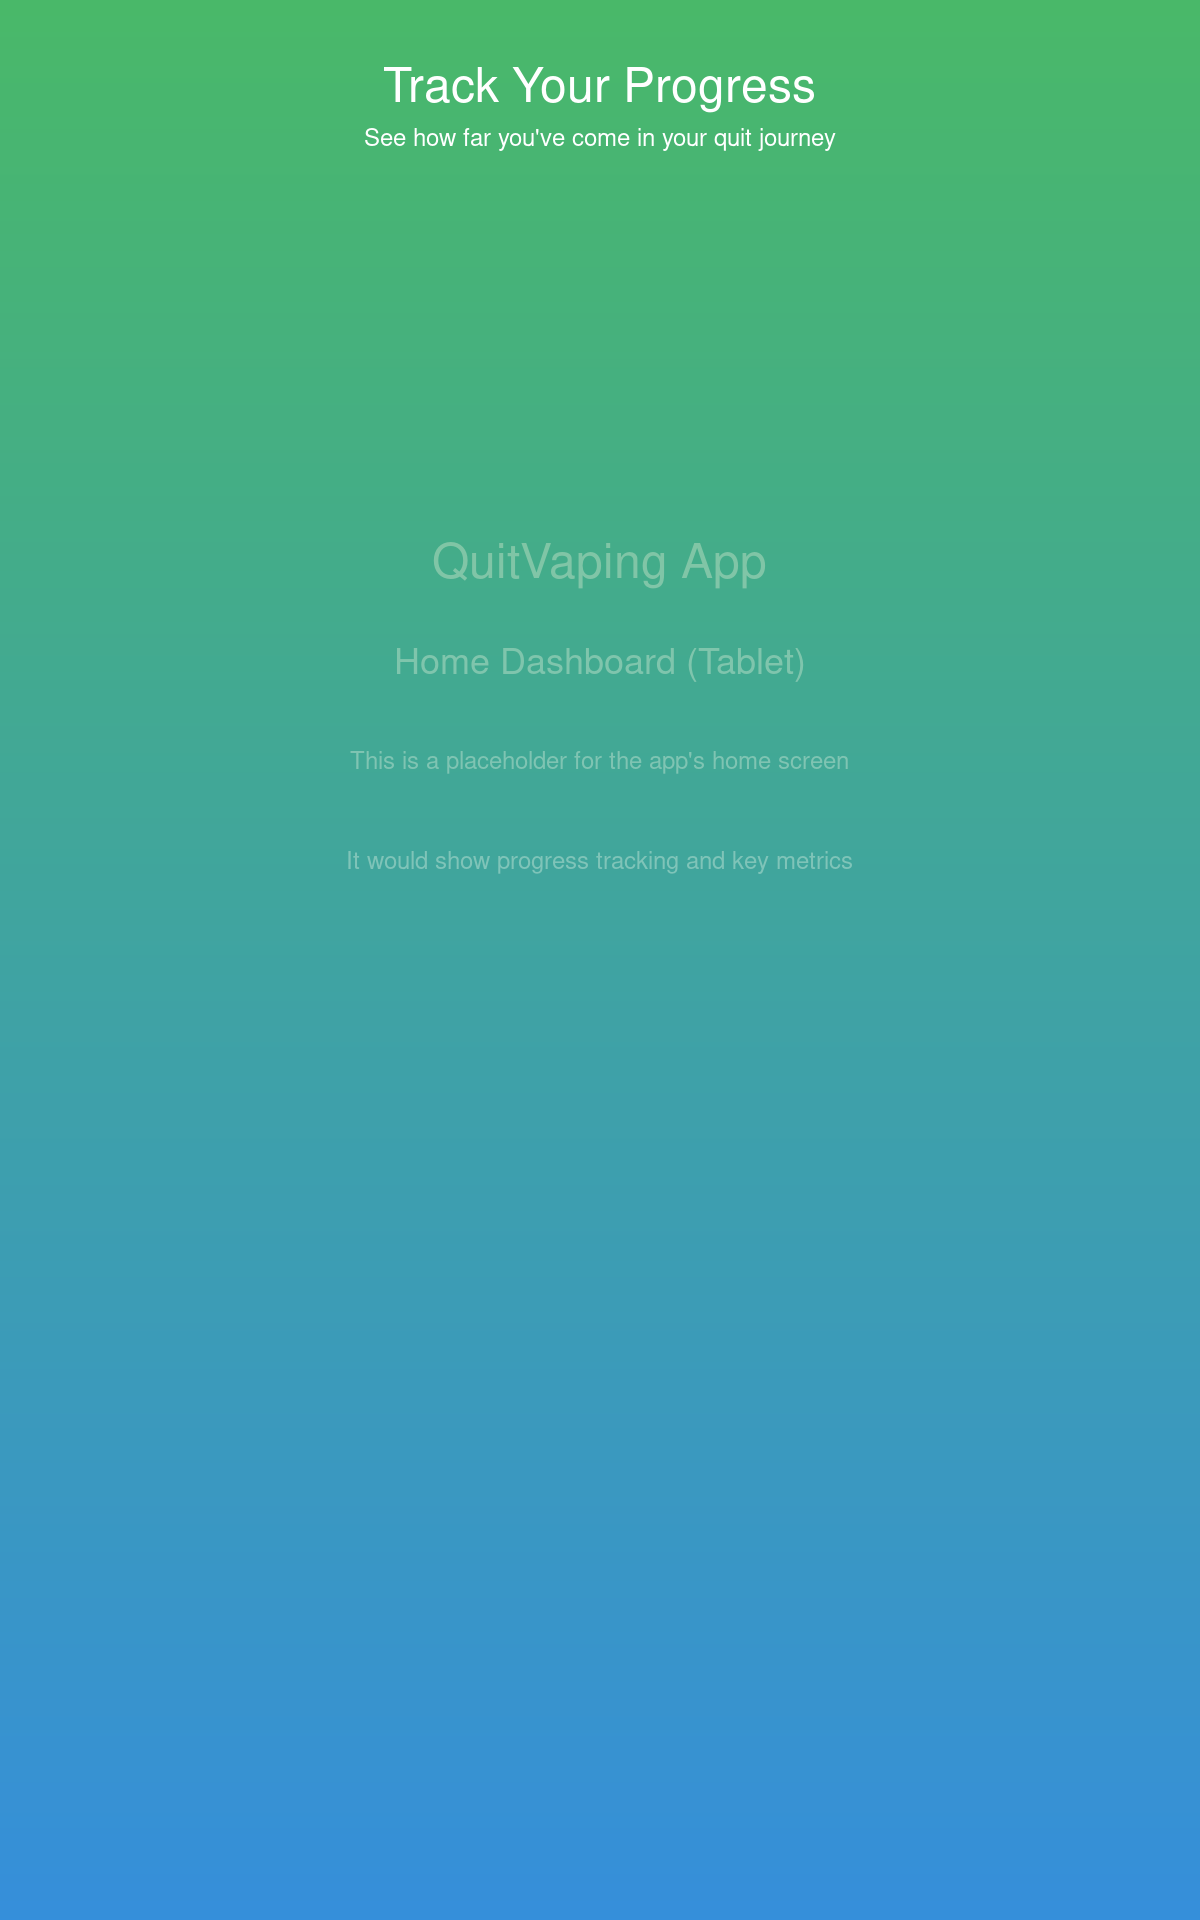 Track Your Progress
See how far you've come in your quit journey
QuitVaping App
Home Dashboard (Tablet)
This is a placeholder for the app's home screen
It would show progress tracking and key metrics